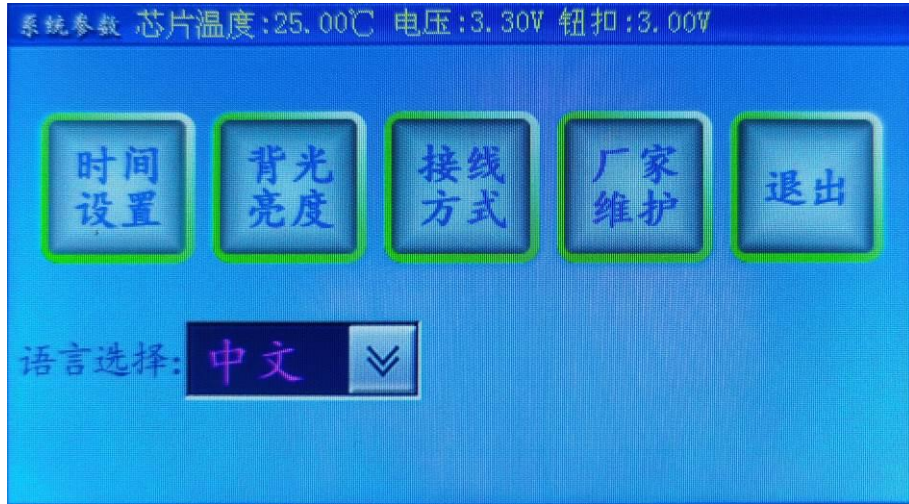 系统参数 芯片温度:25.00℃ 电压:3.30V 钮扣:3.00V
时间
设置
背光
亮度
接线
方式
厂家
维护
退出
语言选择: 中文